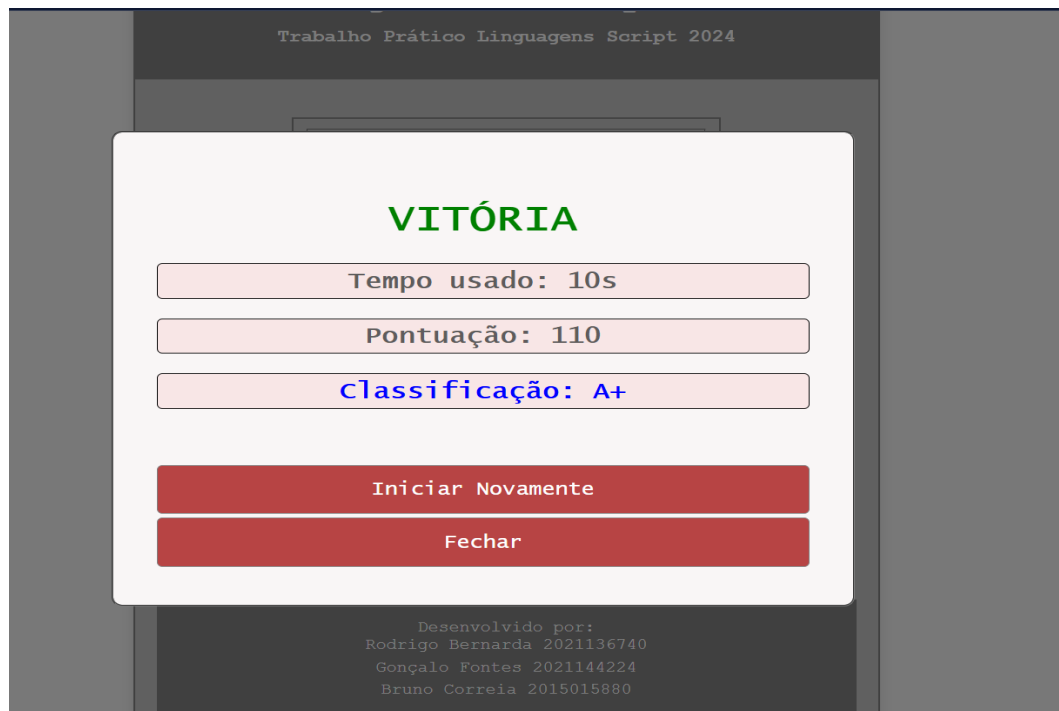 Trabalho Prático Linguagens Script 2024
VITÓRIA
Tempo usado: 10s
Pontuação: 110
Classificação: A+
Iniciar Novamente
Fechar
Desenvolvido por:
Rodrigo Bernarda 2021136740
Gonçalo Fontes 2021144224
Bruno Correia 2015015880